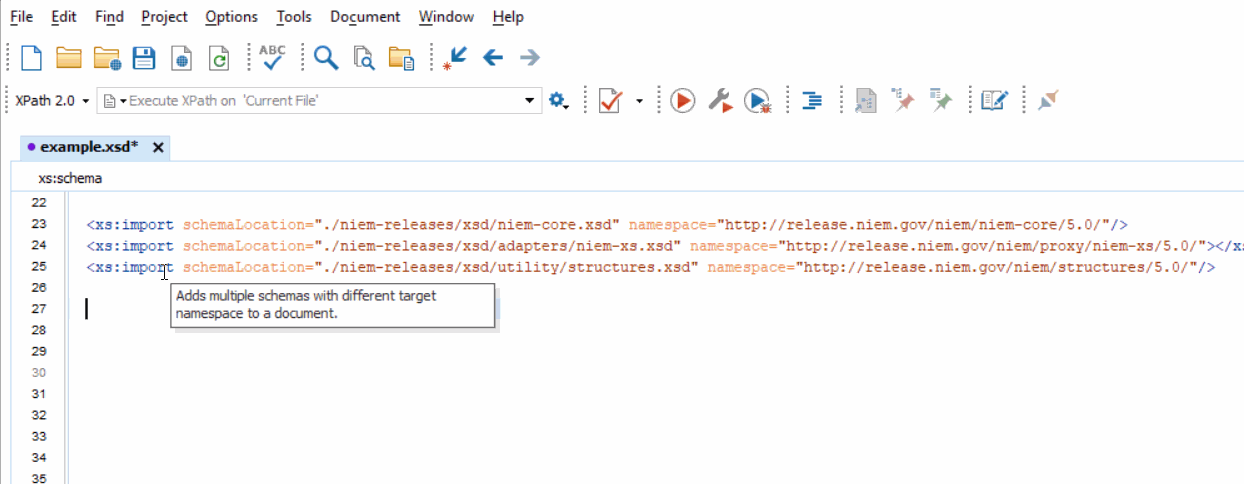 File Edit Find Project Options Tools Document Window Help
ABC
XPath 2.0 Execute XPath on 'Current File'
example.xsd*
xs:schema
22
23 <xs:import schemaLocation="./niem-releases/xsd/niem-core.xsd" namespace="http://release.niem.gov/niem/niem-core/5.0/"/>
24 <xs:import schemaLocation="./niem-releases/xsd/adapters/niem-xs.xsd" namespace="http://release.niem.gov/niem/proxy/niem-xs/5.0/"></xs
25 <xs:import schemaLocation="./niem-releases/xsd/utility/structures.xsd" namespace="http://release.niem.gov/niem/structures/5.0/"/>
26
Adds multiple schemas with different target
27
namespace to a document.
28
29
30
31
32
33
34
35